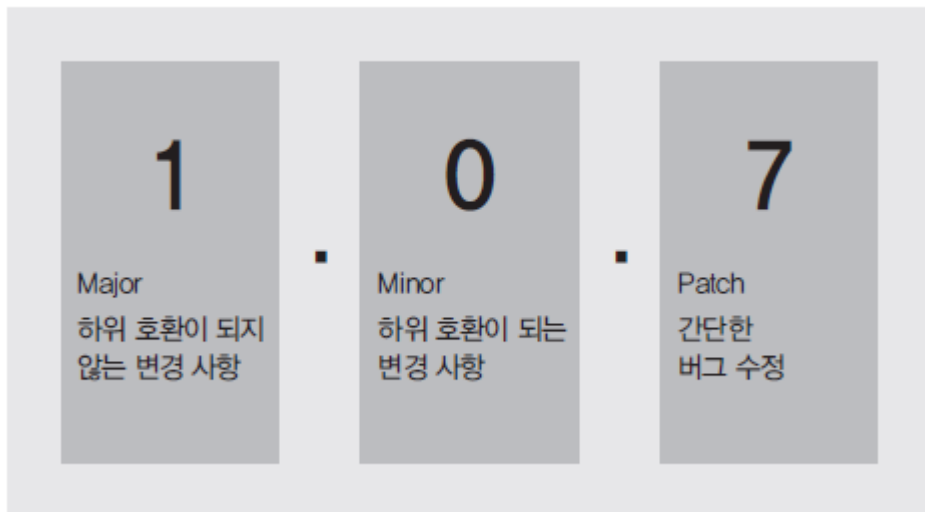 1 . 0 . 7
Major
하위 호환이 되지
않는 변경 사항
Minor
하위 호환이 되는
변경 사항
Patch
간단한
버그 수정